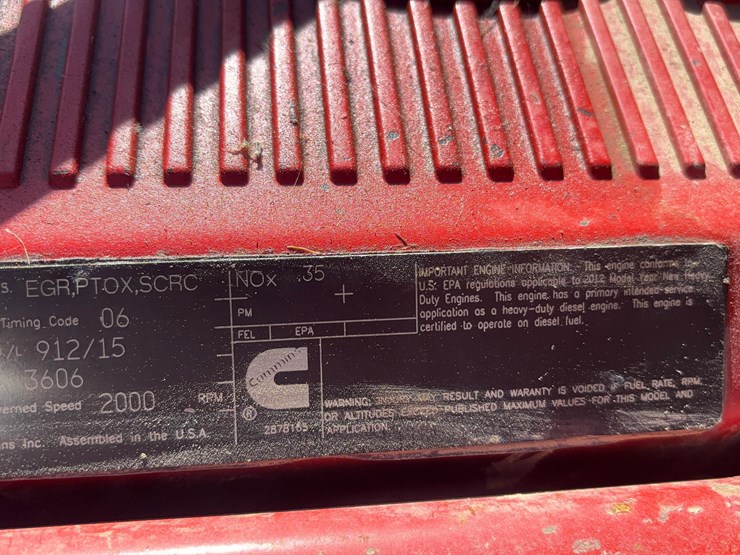 s. EGR,PTOX,SCRC
Timing Code 06
912/15
3606
erned Speed 2000 RPM
ns Inc. Assembled in the U.S.A.
NOx .35
PM
FEL EPA
Cummins
®
2878165
IMPORTANT ENGINE INFORMATION: This engine conforms to
U.S. EPA regulations applicable to 2012 Model Year New Heavy
Duty Engines. This engine has a primary intended service
application as a heavy-duty diesel engine. This engine is
certified to operate on diesel fuel.
WARNING: INJURY MAY RESULT AND WARRANTY IS VOIDED IF FUEL RATE, RPM
OR ALTITUDES EXCEED PUBLISHED MAXIMUM VALUES FOR THIS MODEL AND
APPLICATION.